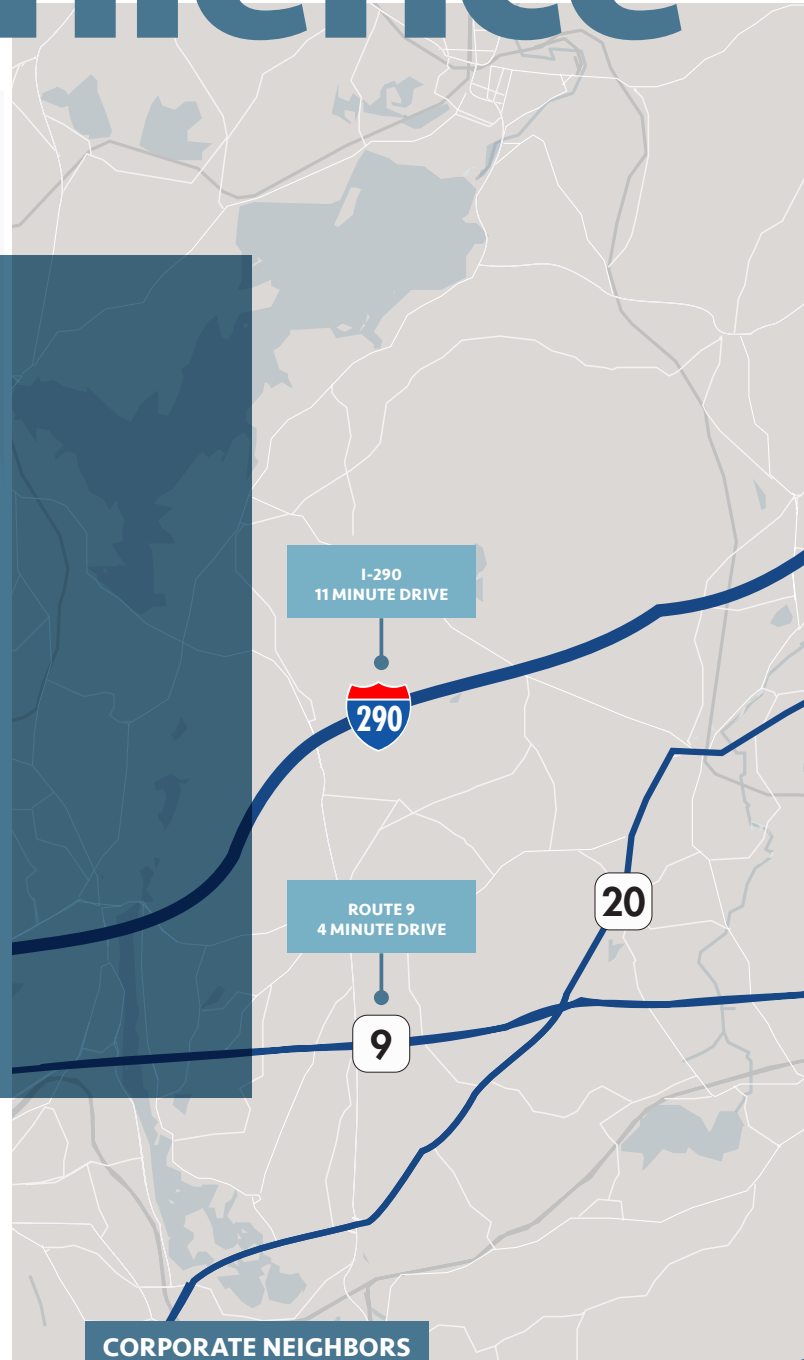 I-290
11 MINUTE DRIVE
290
ROUTE 9
4 MINUTE DRIVE
20
9
CORPORATE NEIGHBORS